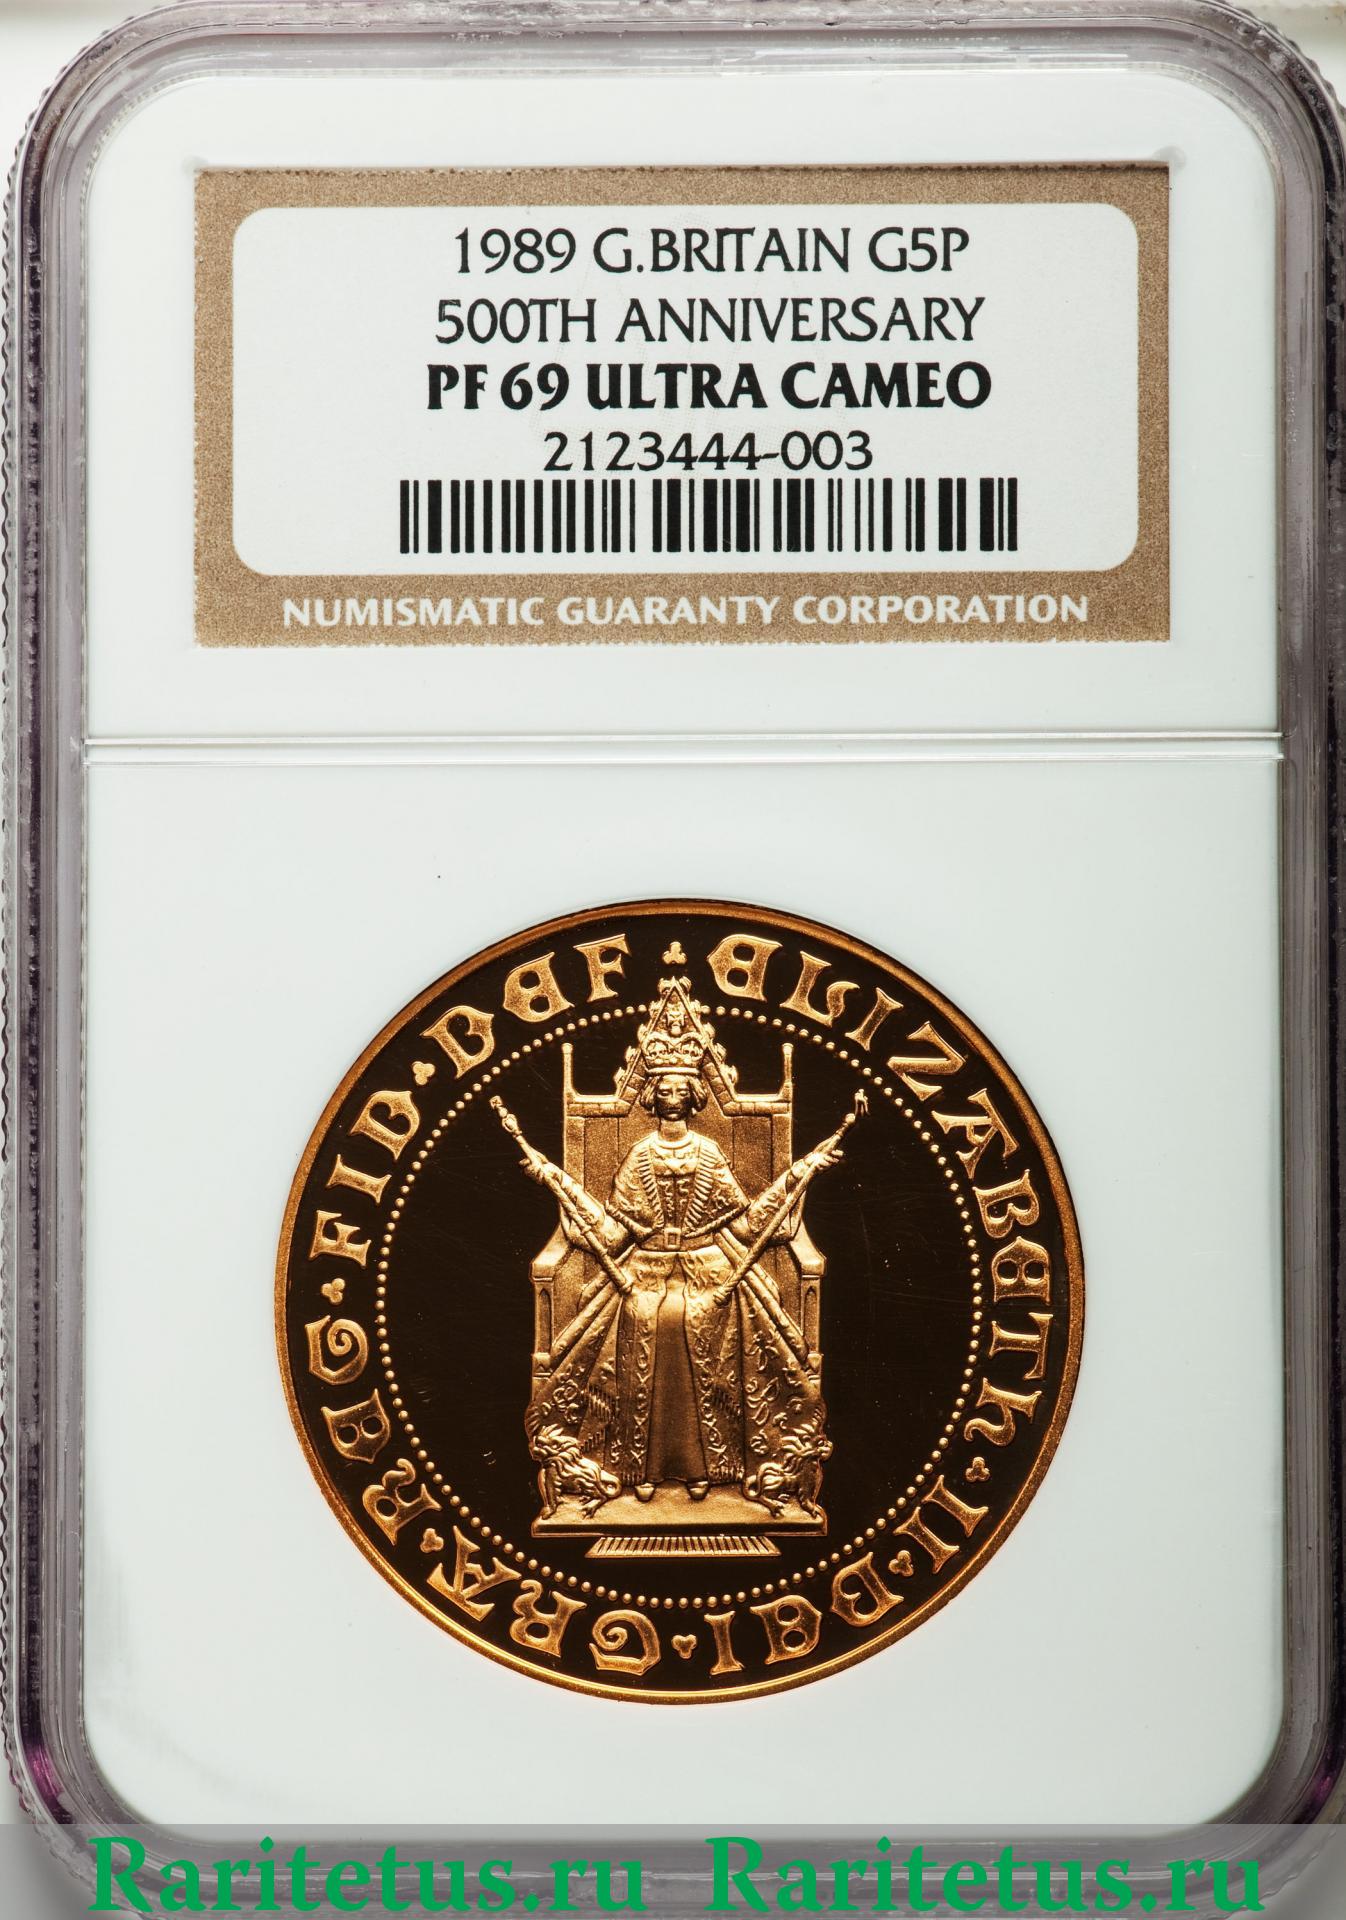 1989 G.BRITAIN G5P
500TH ANNIVERSARY
PF 69 ULTRA CAMEO
2123444-003
NUMISMATIC GUARANTY CORPORATION
ELIZABETH · II · DEI · GRA · REG · FID · DEF
Raritetus.ru Raritetus.ru